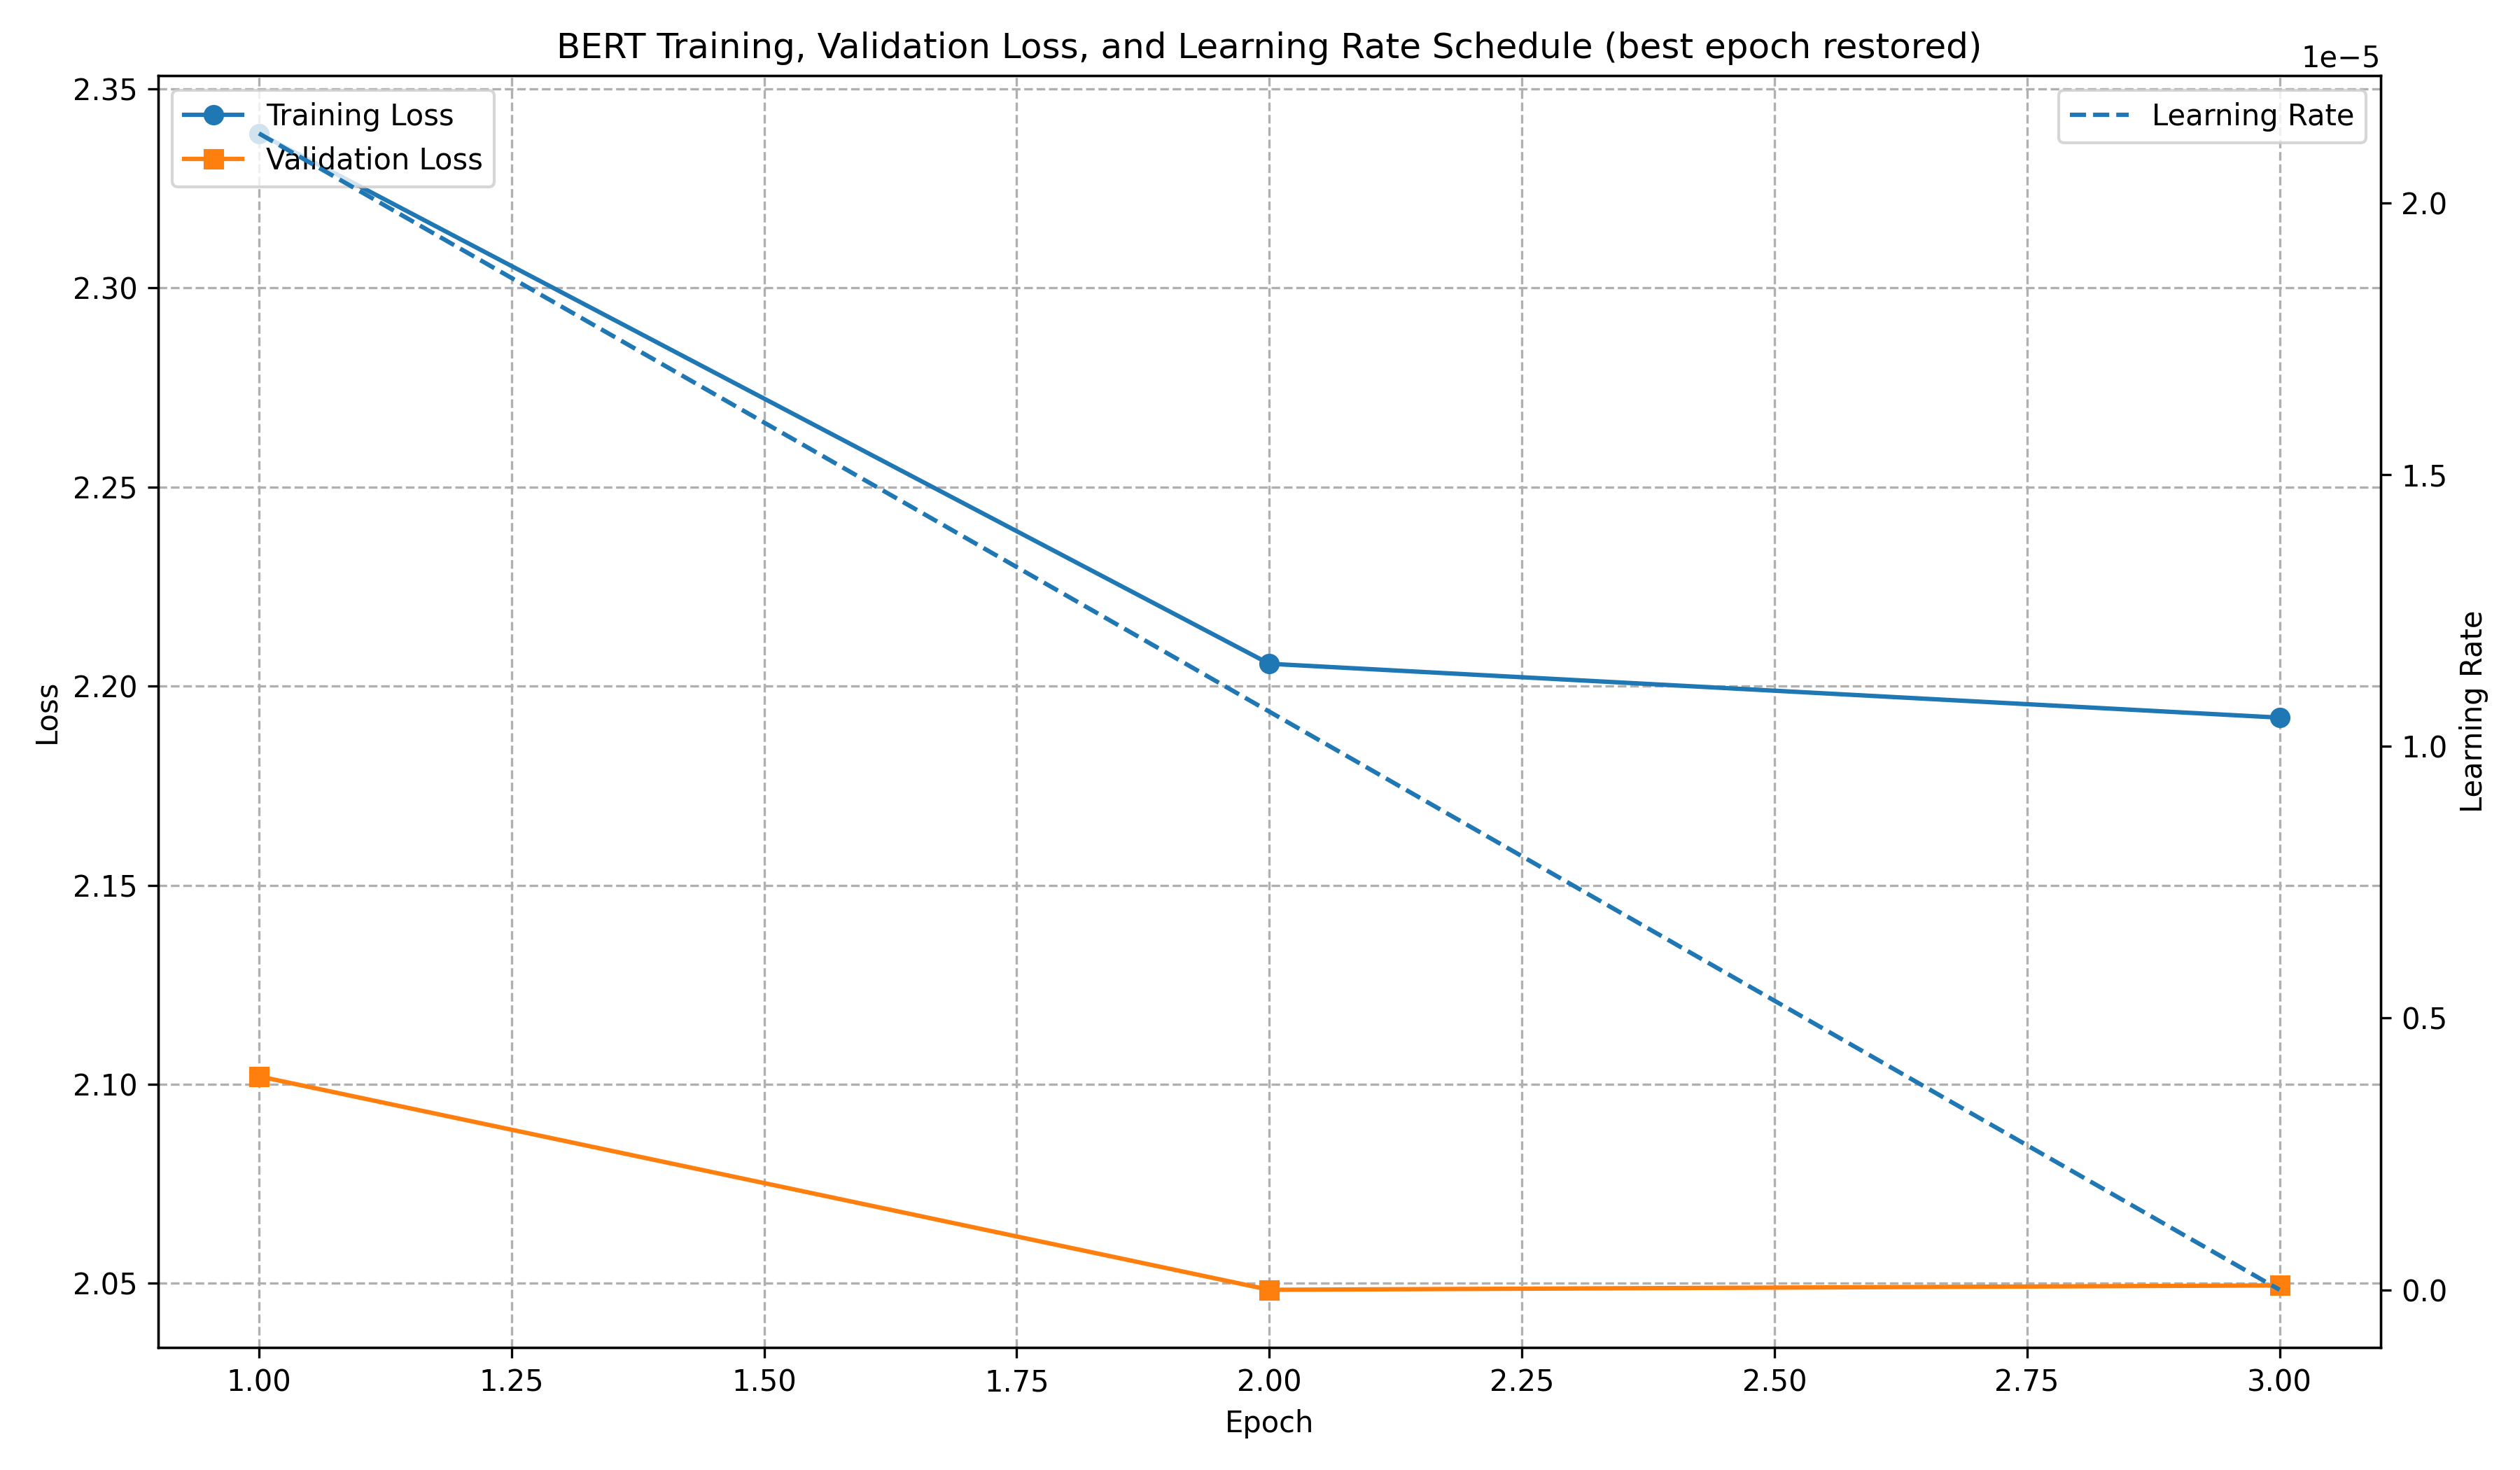 BERT Training, Validation Loss, and Learning Rate Schedule (best epoch restored)
1e−5
Training Loss
Validation Loss
Learning Rate
2.35
2.30
2.25
2.20
2.15
2.10
2.05
Loss
2.0
1.5
1.0
0.5
0.0
Learning Rate
1.00 1.25 1.50 1.75 2.00 2.25 2.50 2.75 3.00
Epoch